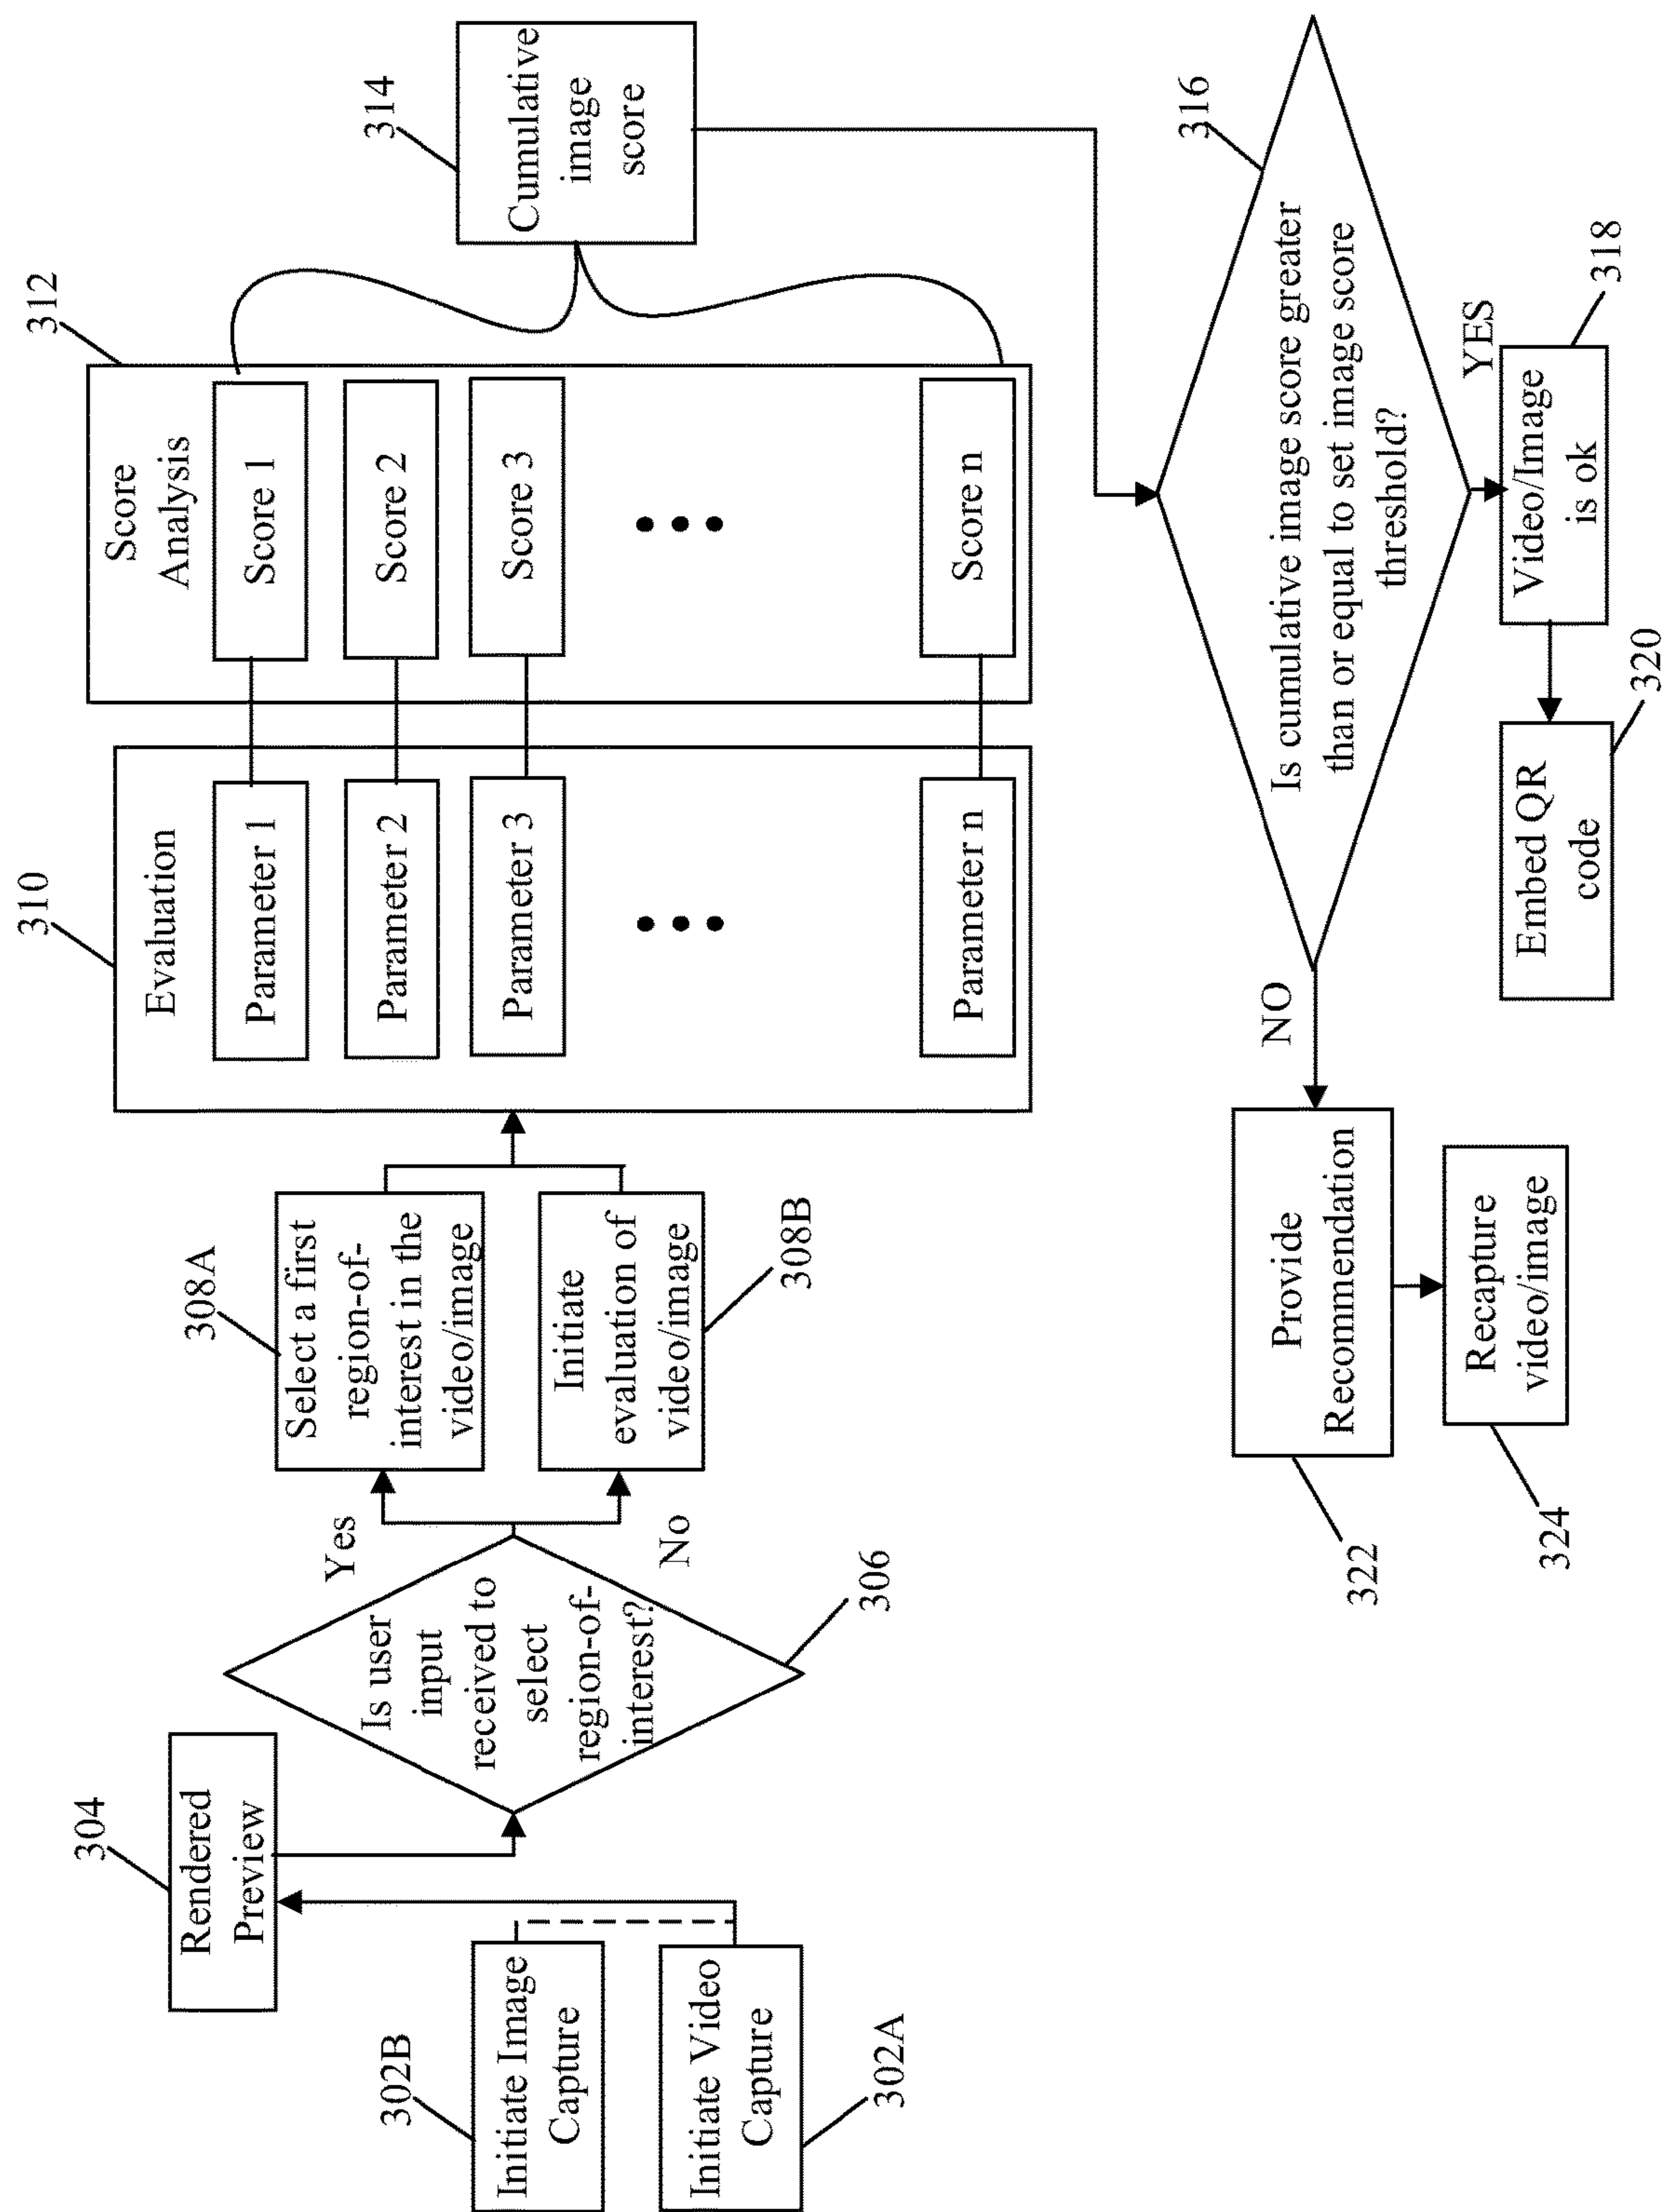 302B
Initiate Image
Capture
Initiate Video
Capture
302A
304
Rendered
Preview
Is user
input
received to
select
region-of-
interest?
306
Yes
No
308A
Select a first
region-of-
interest in the
video/image
Initiate
evaluation of
video/image
308B
310
Evaluation
Parameter 1
Parameter 2
Parameter 3
Parameter n
312
Score
Analysis
Score 1
Score 2
Score 3
Score n
314
Cumulative
image
score
316
Is cumulative image score greater
than or equal to set image score
threshold?
YES
318
Video/Image
is ok
320
Embed QR
code
NO
Provide
Recommendation
322
Recapture
video/image
324